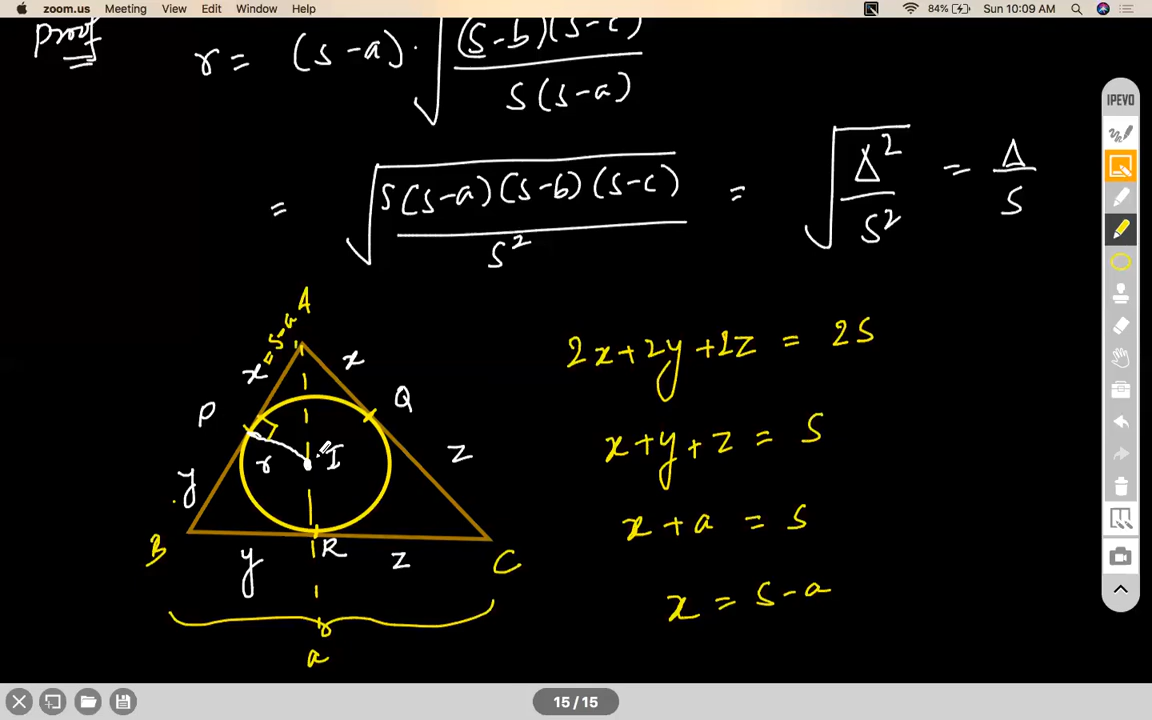 zoom.us Meeting View Edit Window Help 84% Sun 10:09 AM
Proof
r = (s-a) · √((s-b)(s-c) / s(s-a))
IPEVO
= √(s(s-a)(s-b)(s-c) / s²) = √(Δ² / s²) = Δ / s
A
x = s-a
x
2x + 2y + 2z = 2s
P
Q
x + y + z = s
r
I
z
y
x + a = s
B
R
C
y
z
x = s-a
a
15 / 15